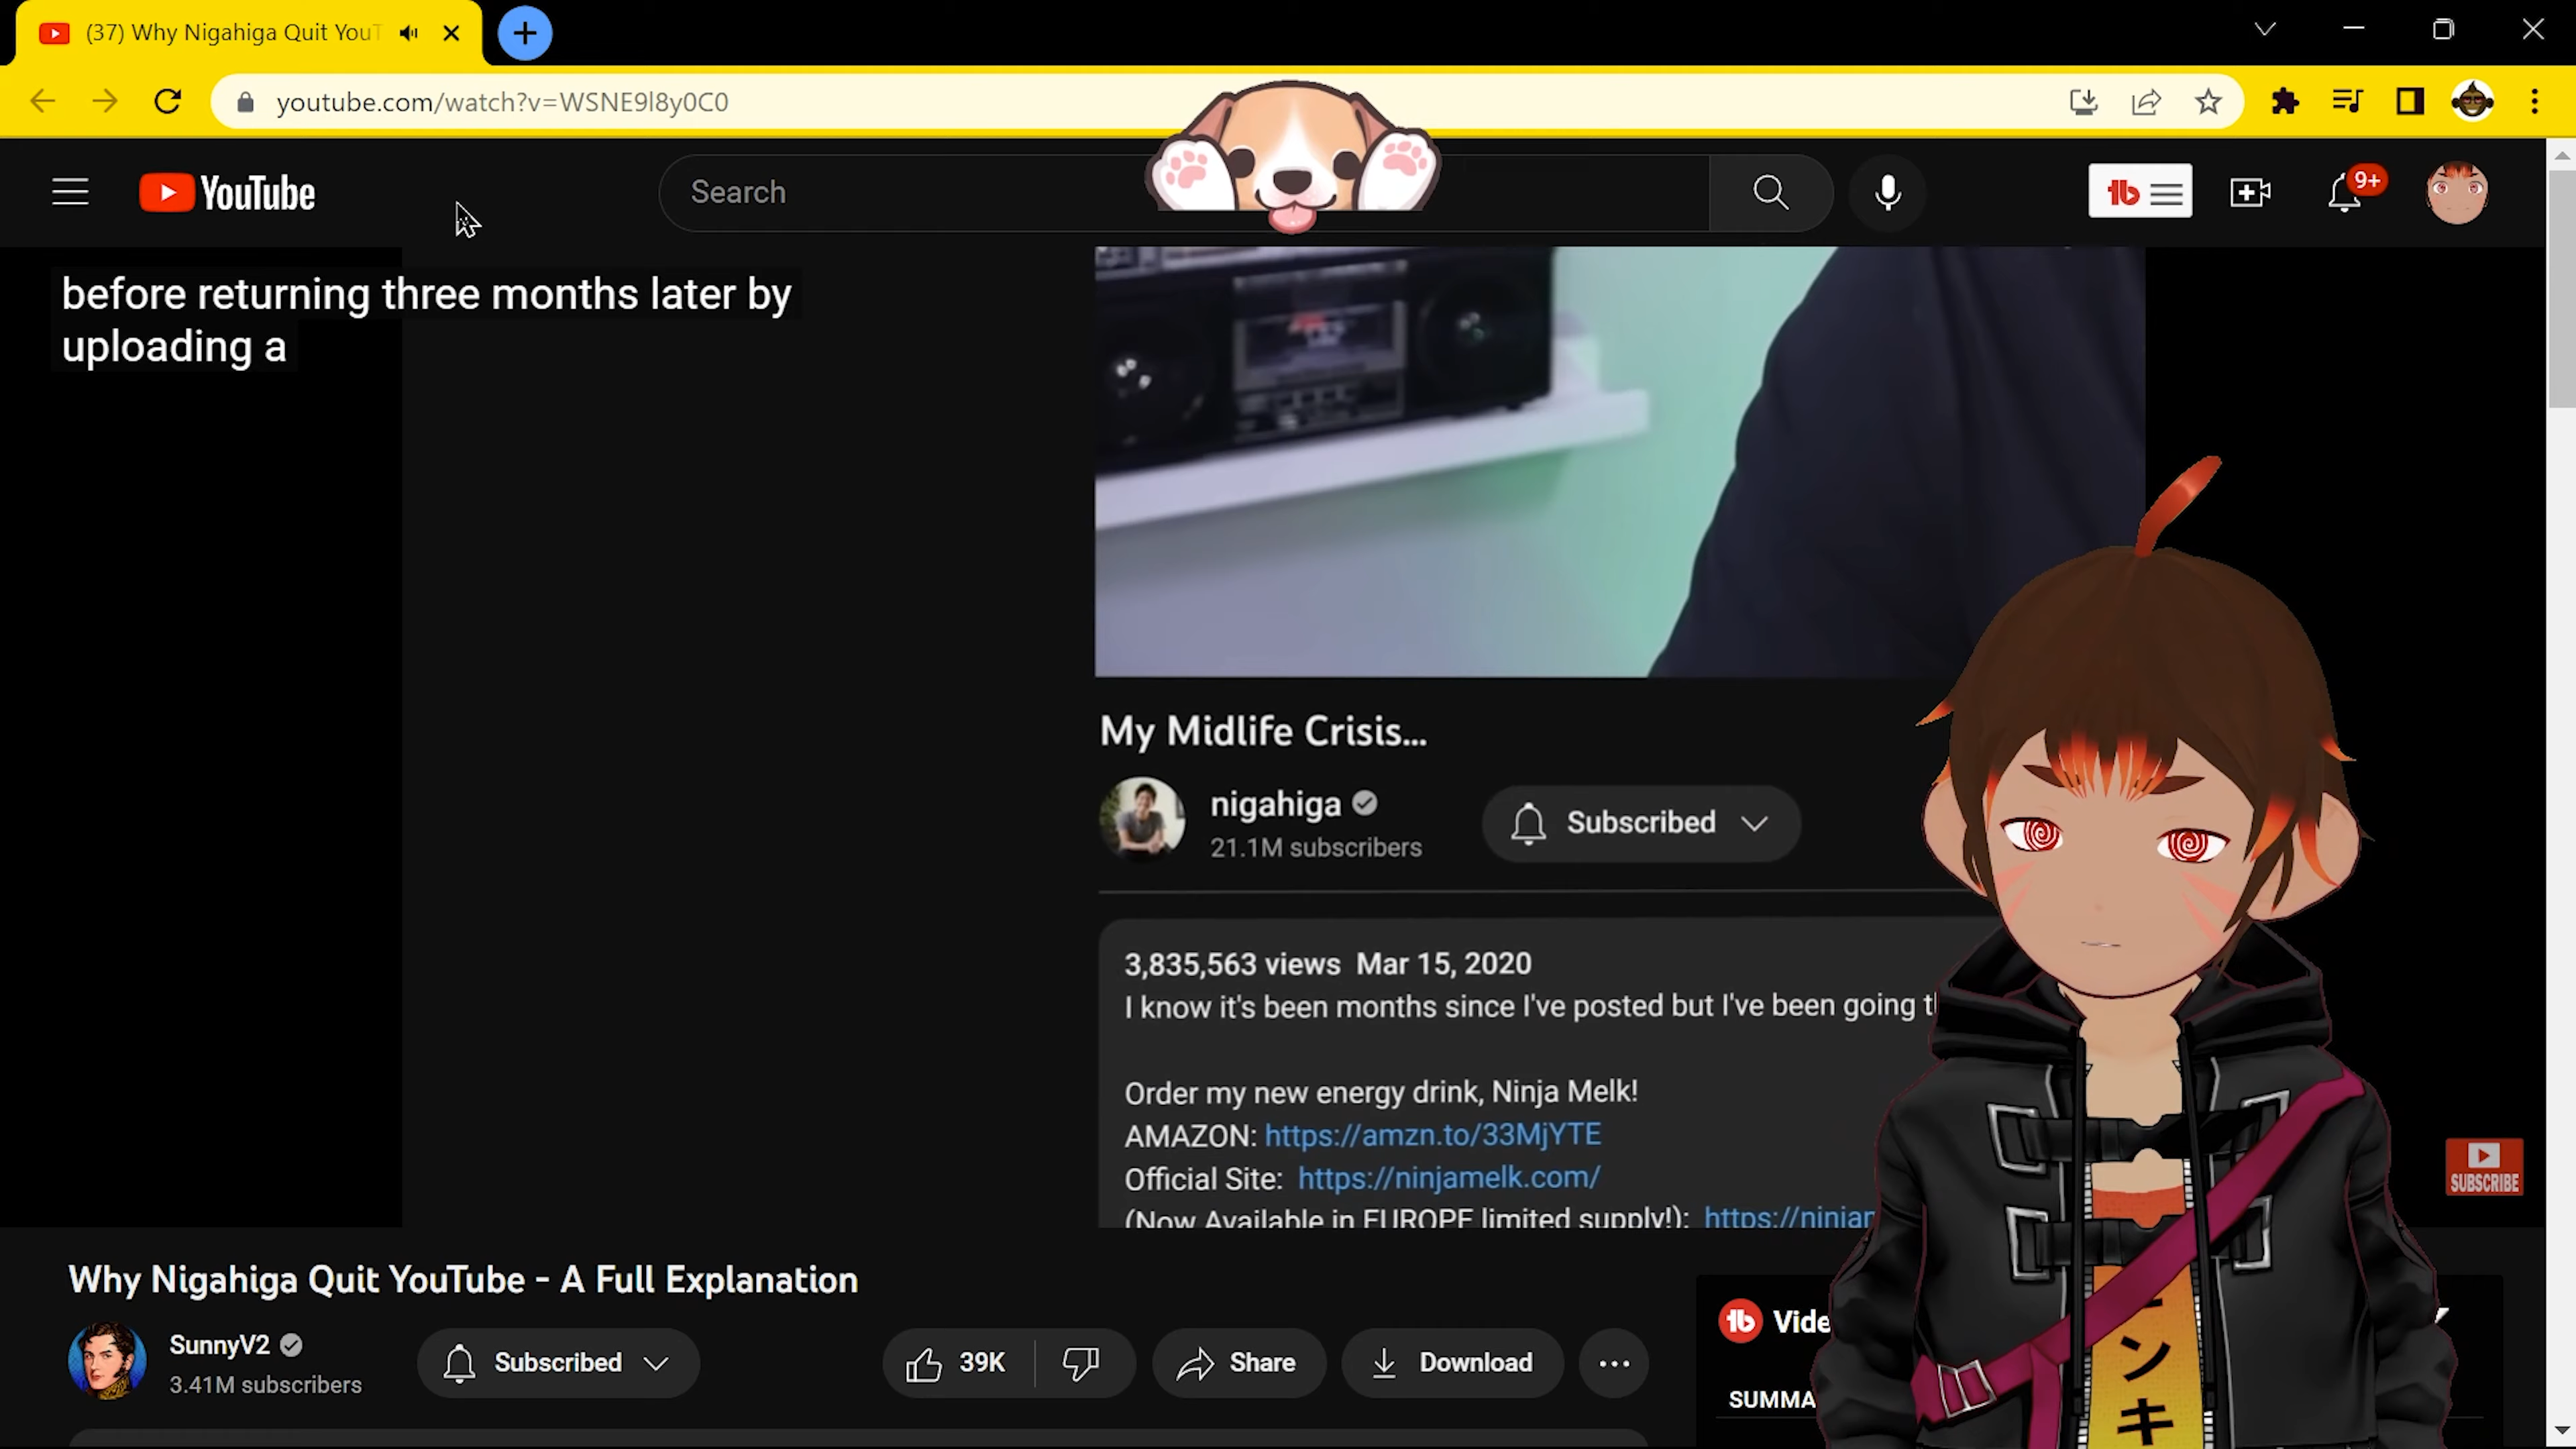 (37) Why Nigahiga Quit YouT
youtube.com/watch?v=WSNE9l8y0C0
YouTube
Search
9+
before returning three months later by
uploading a
My Midlife Crisis...
nigahiga
21.1M subscribers
Subscribed
3,835,563 views Mar 15, 2020
I know it's been months since I've posted but I've been going t
Order my new energy drink, Ninja Melk!
AMAZON: https://amzn.to/33MjYTE
Official Site: https://ninjamelk.com/
(Now Available in EUROPE limited supply!): https://ninjar
SUBSCRIBE
Why Nigahiga Quit YouTube - A Full Explanation
SunnyV2
3.41M subscribers
Subscribed
39K
Share
Download
Vide
SUMMA
ンキ